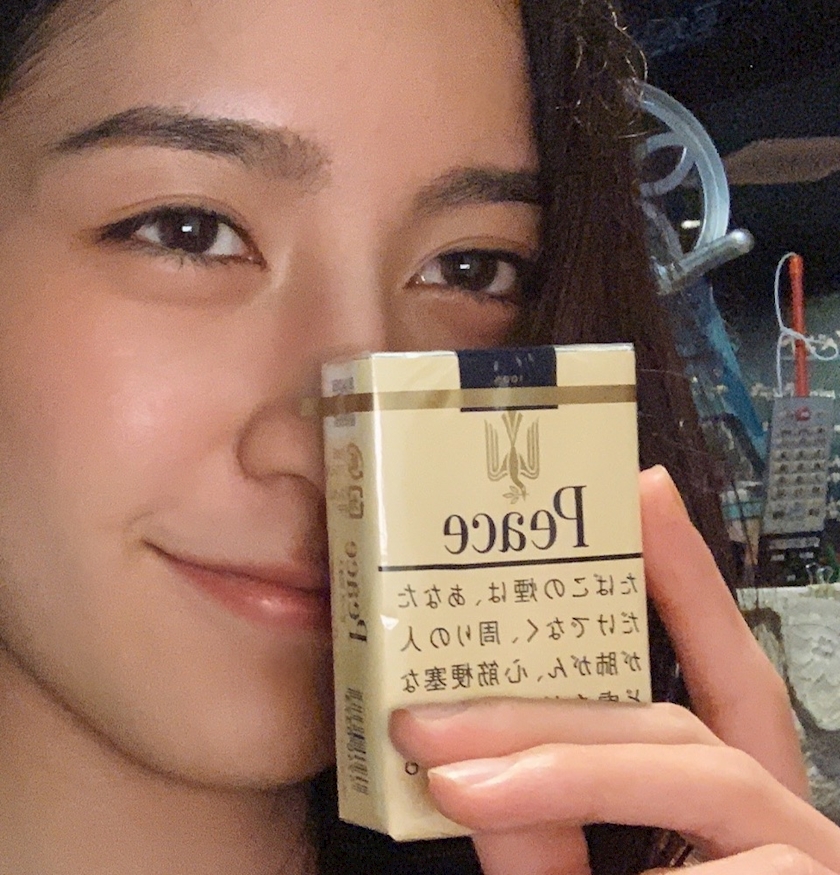 Peace
たばこの煙は、あなた
だけでなく、周りの人
が肺がん、心筋梗塞な
Peace